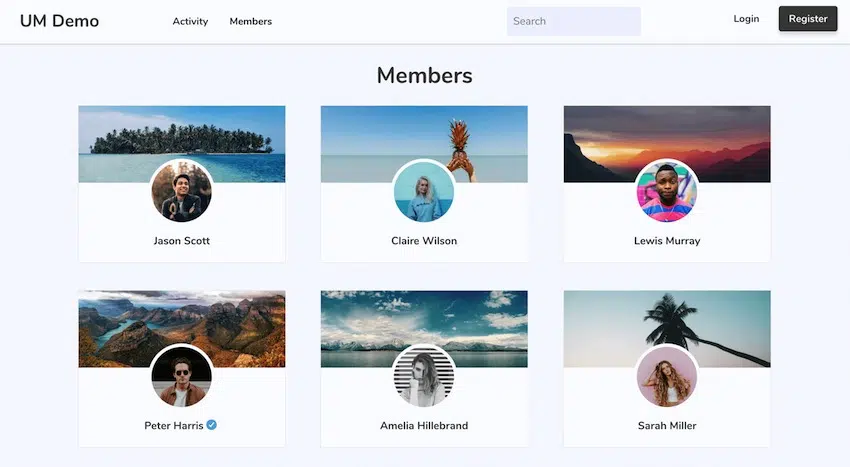 UM Demo
Activity
Members
Search
Login
Register
Members
Jason Scott
Claire Wilson
Lewis Murray
Peter Harris
Amelia Hillebrand
Sarah Miller